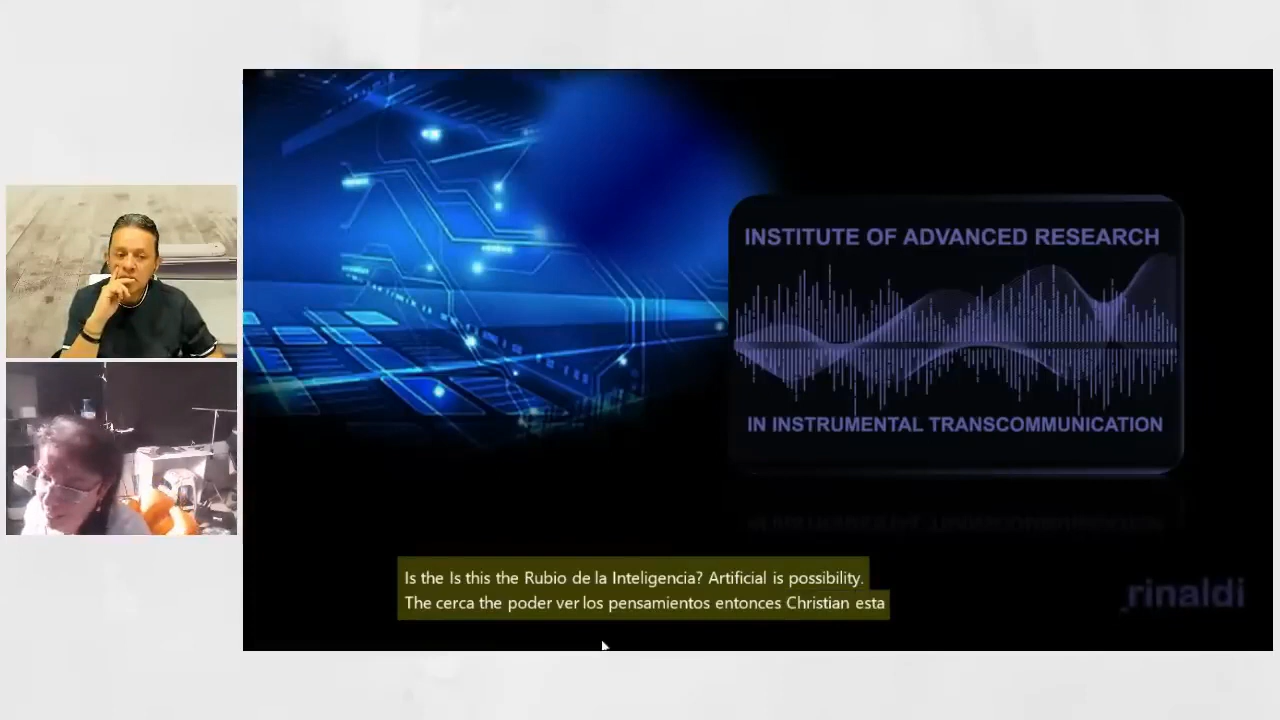 INSTITUTE OF ADVANCED RESEARCH
IN INSTRUMENTAL TRANSCOMMUNICATION
Is the Is this the Rubio de la Inteligencia? Artificial is possibility.
The cerca the poder ver los pensamientos entonces Christian esta
_rinaldi